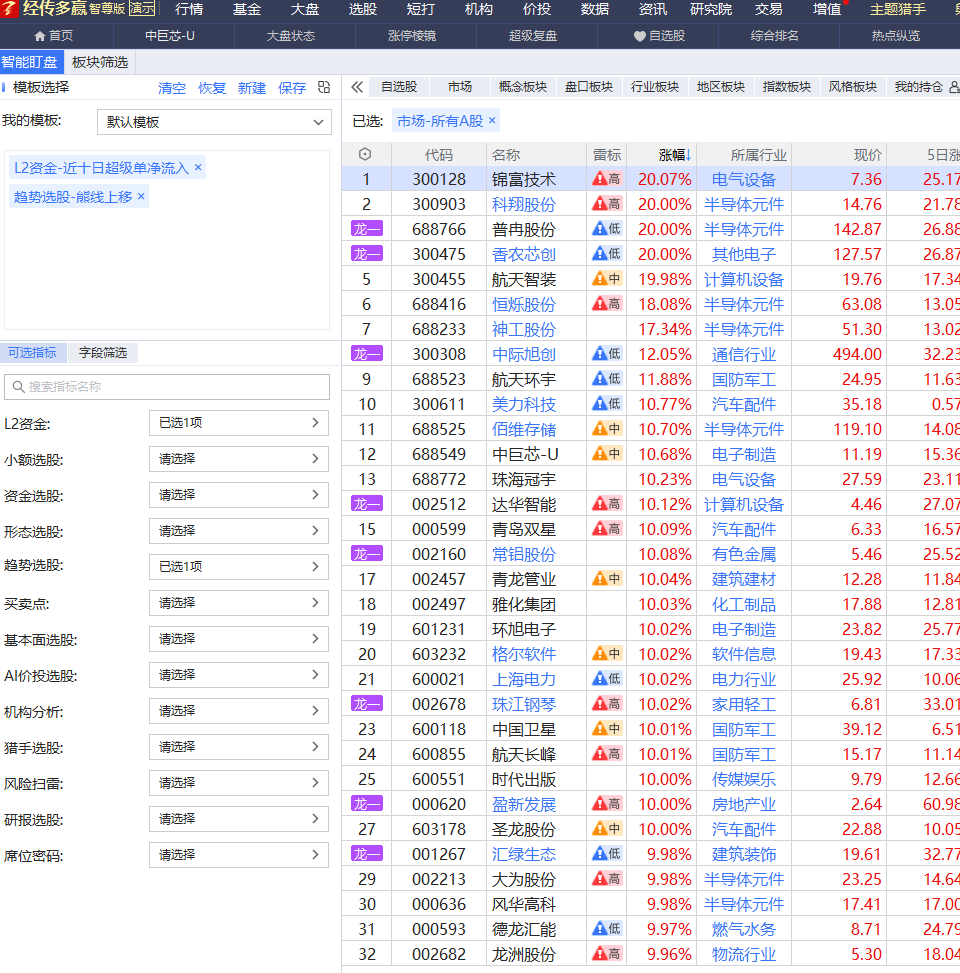 经传多赢 智尊版 演示 行情 基金 大盘 选股 短打 机构 价投 数据 资讯 研究院 交易 增值 主题猎手
首页 中巨芯-U 大盘状态 涨停棱镜 超级复盘 自选股 综合排名 热点纵览
智能盯盘 板块筛选
模板选择 清空 恢复 新建 保存
自选股 市场 概念板块 盘口板块 行业板块 地区板块 指数板块 风格板块 我的持仓
我的模板: 默认模板
已选: 市场-所有A股 ×
L2资金-近十日超级单净流入 ×
趋势选股-熊线上移 ×
可选指标 字段筛选
搜索指标名称
L2资金: 已选1项
小额选股: 请选择
资金选股: 请选择
形态选股: 请选择
趋势选股: 已选1项
买卖点: 请选择
基本面选股: 请选择
AI价投选股: 请选择
机构分析: 请选择
猎手选股: 请选择
风险扫雷: 请选择
研报选股: 请选择
席位密码: 请选择
代码 名称 雷标 涨幅↓ 所属行业 现价 5日涨
1 300128 锦富技术 高 20.07% 电气设备 7.36 25.17
2 300903 科翔股份 高 20.00% 半导体元件 14.76 21.78
龙一 688766 普冉股份 低 20.00% 半导体元件 142.87 26.88
龙一 300475 香农芯创 低 20.00% 其他电子 127.57 26.87
5 300455 航天智装 中 19.98% 计算机设备 19.76 17.34
6 688416 恒烁股份 高 18.08% 半导体元件 63.08 13.05
7 688233 神工股份 17.34% 半导体元件 51.30 13.02
龙一 300308 中际旭创 低 12.05% 通信行业 494.00 32.23
9 688523 航天环宇 低 11.88% 国防军工 24.95 11.63
10 300611 美力科技 低 10.77% 汽车配件 35.18 0.57
11 688525 佰维存储 中 10.70% 半导体元件 119.10 14.08
12 688549 中巨芯-U 中 10.68% 电子制造 11.19 15.36
13 688772 珠海冠宇 10.23% 电气设备 27.59 23.11
龙一 002512 达华智能 高 10.12% 计算机设备 4.46 27.07
15 000599 青岛双星 高 10.09% 汽车配件 6.33 16.57
龙一 002160 常铝股份 10.08% 有色金属 5.46 25.52
17 002457 青龙管业 中 10.04% 建筑建材 12.28 11.84
18 002497 雅化集团 10.03% 化工制品 17.88 12.81
19 601231 环旭电子 10.02% 电子制造 23.82 25.77
20 603232 格尔软件 中 10.02% 软件信息 19.43 17.33
21 600021 上海电力 低 10.02% 电力行业 25.92 10.06
龙一 002678 珠江钢琴 高 10.02% 家用轻工 6.81 33.01
23 600118 中国卫星 中 10.01% 国防军工 39.12 6.51
24 600855 航天长峰 高 10.01% 国防军工 15.17 11.14
25 600551 时代出版 10.00% 传媒娱乐 9.79 12.66
龙一 000620 盈新发展 高 10.00% 房地产业 2.64 60.98
27 603178 圣龙股份 中 10.00% 汽车配件 22.88 10.05
龙一 001267 汇绿生态 低 9.98% 建筑装饰 19.61 32.77
29 002213 大为股份 高 9.98% 半导体元件 23.25 14.64
30 000636 风华高科 9.98% 半导体元件 17.41 17.00
31 000593 德龙汇能 低 9.97% 燃气水务 8.71 24.79
32 002682 龙洲股份 高 9.96% 物流行业 5.30 18.04